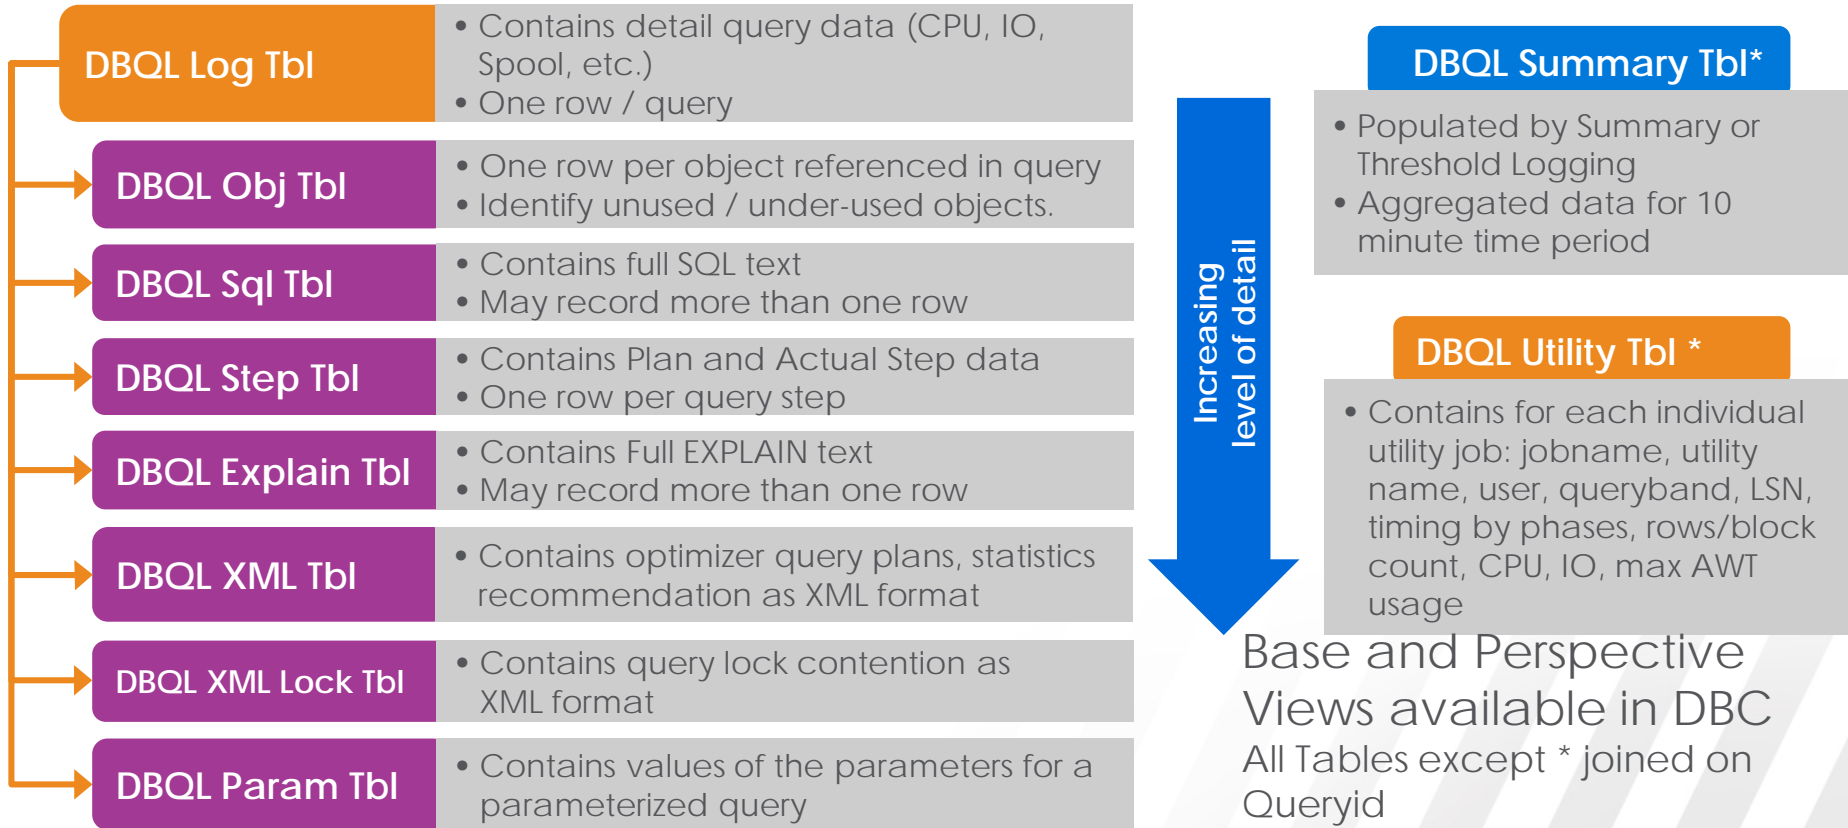 DBQL Log Tbl
• Contains detail query data (CPU, IO,
Spool, etc.)
• One row / query
DBQL Obj Tbl
• One row per object referenced in query
• Identify unused / under-used objects.
DBQL Sql Tbl
• Contains full SQL text
• May record more than one row
DBQL Step Tbl
• Contains Plan and Actual Step data
• One row per query step
DBQL Explain Tbl
• Contains Full EXPLAIN text
• May record more than one row
DBQL XML Tbl
• Contains optimizer query plans, statistics
recommendation as XML format
DBQL XML Lock Tbl
• Contains query lock contention as
XML format
DBQL Param Tbl
• Contains values of the parameters for a
parameterized query
Increasing
level of detail
DBQL Summary Tbl*
• Populated by Summary or
Threshold Logging
• Aggregated data for 10
minute time period
DBQL Utility Tbl *
• Contains for each individual
utility job: jobname, utility
name, user, queryband, LSN,
timing by phases, rows/block
count, CPU, IO, max AWT
usage
Base and Perspective
Views available in DBC
All Tables except * joined on
Queryid